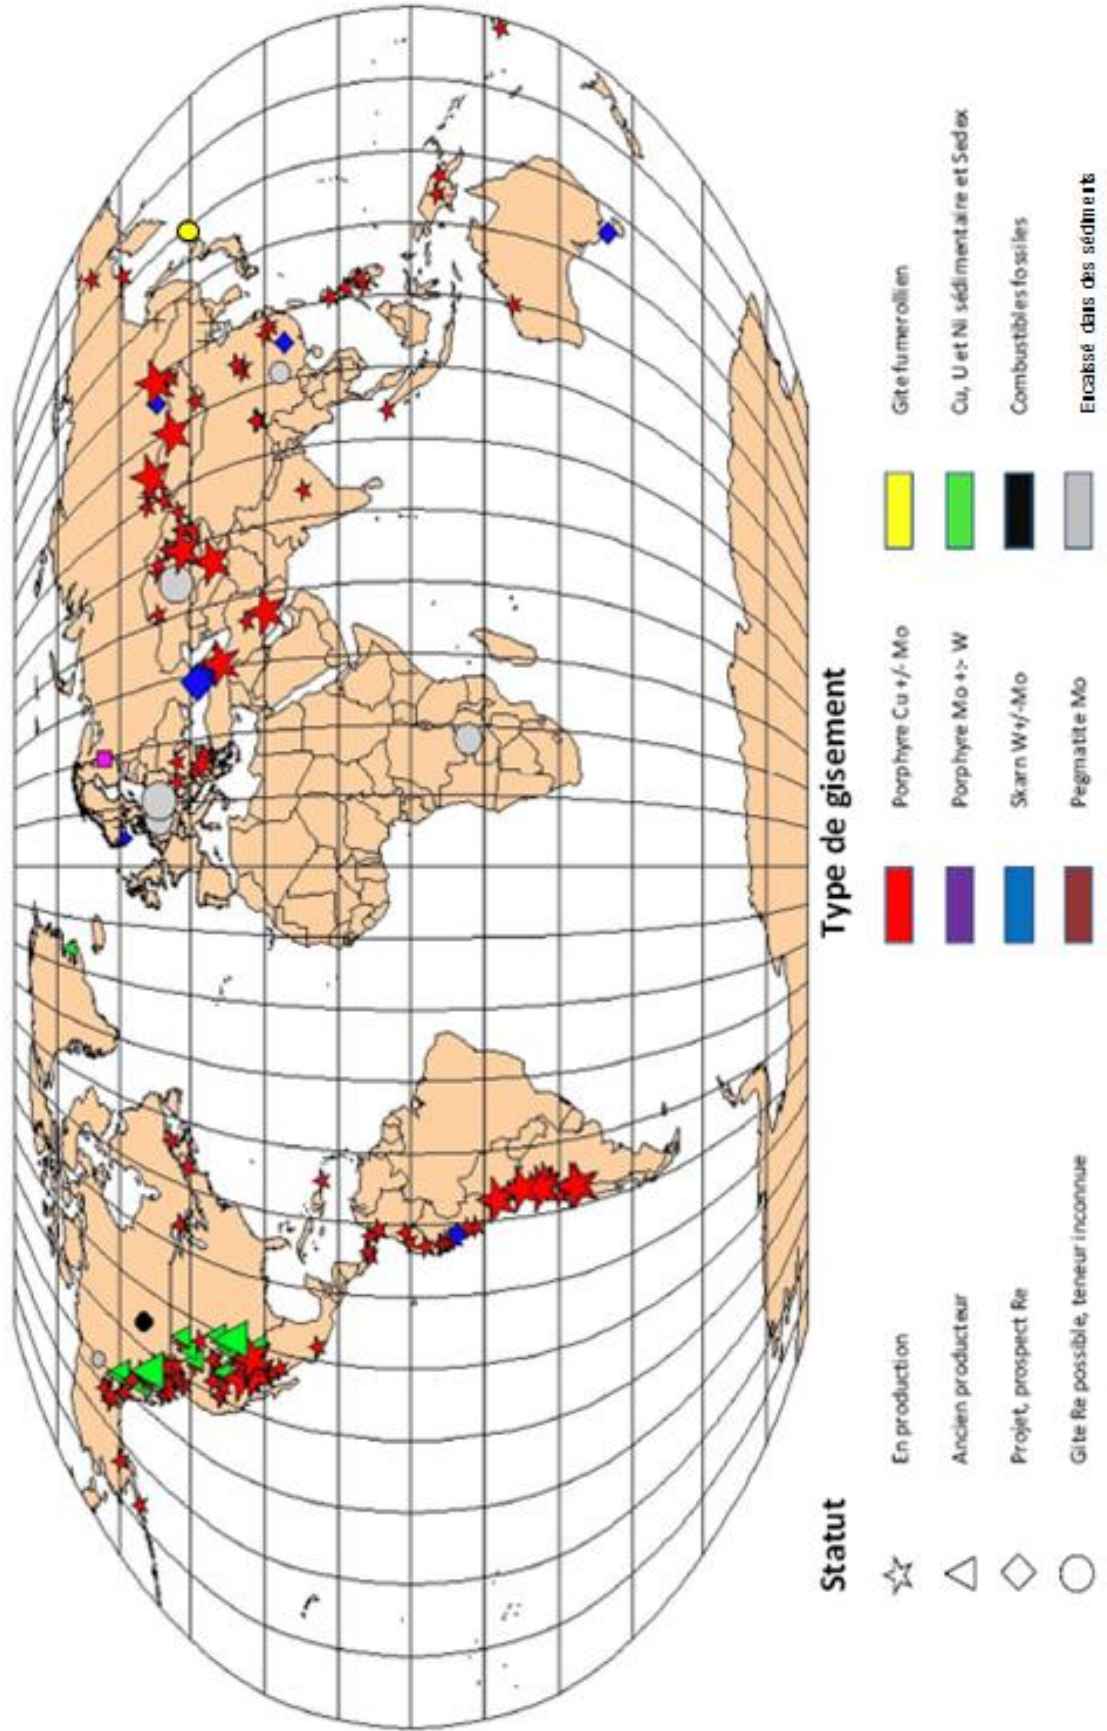 Statut
En production
Ancien producteur
Projet, prospect Re
Gite Re possible, teneur inconnue
Type de gisement
Porphyre Cu +/- Mo
Porphyre Mo +:- W
Skarn W+/-Mo
Pegmatite Mo
Gite fumerollien
Cu, U et Ni sédimentaire et Sedex
Combustibles fossiles
Encaissé dans des sédiments